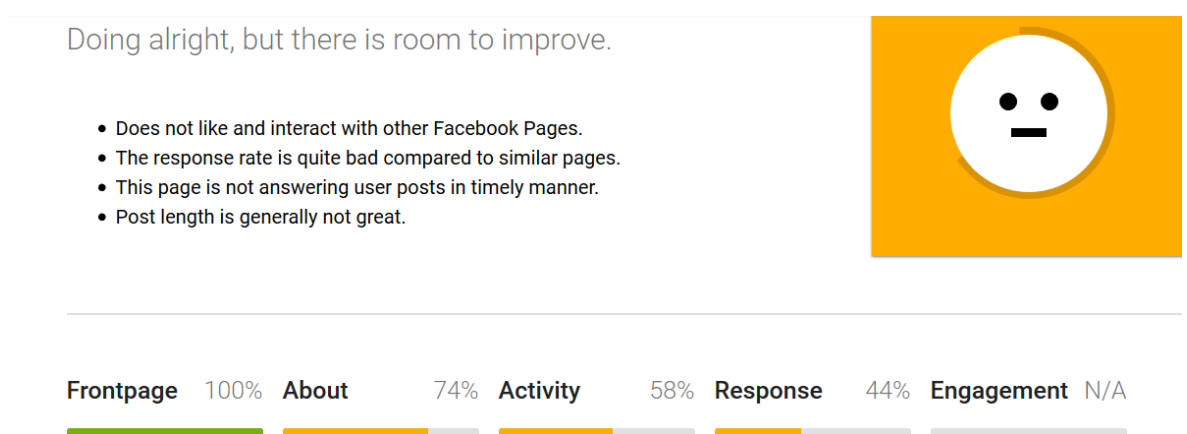 Doing alright, but there is room to improve.
Does not like and interact with other Facebook Pages.
The response rate is quite bad compared to similar pages.
This page is not answering user posts in timely manner.
Post length is generally not great.
Frontpage 100% About 74% Activity 58% Response 44% Engagement N/A